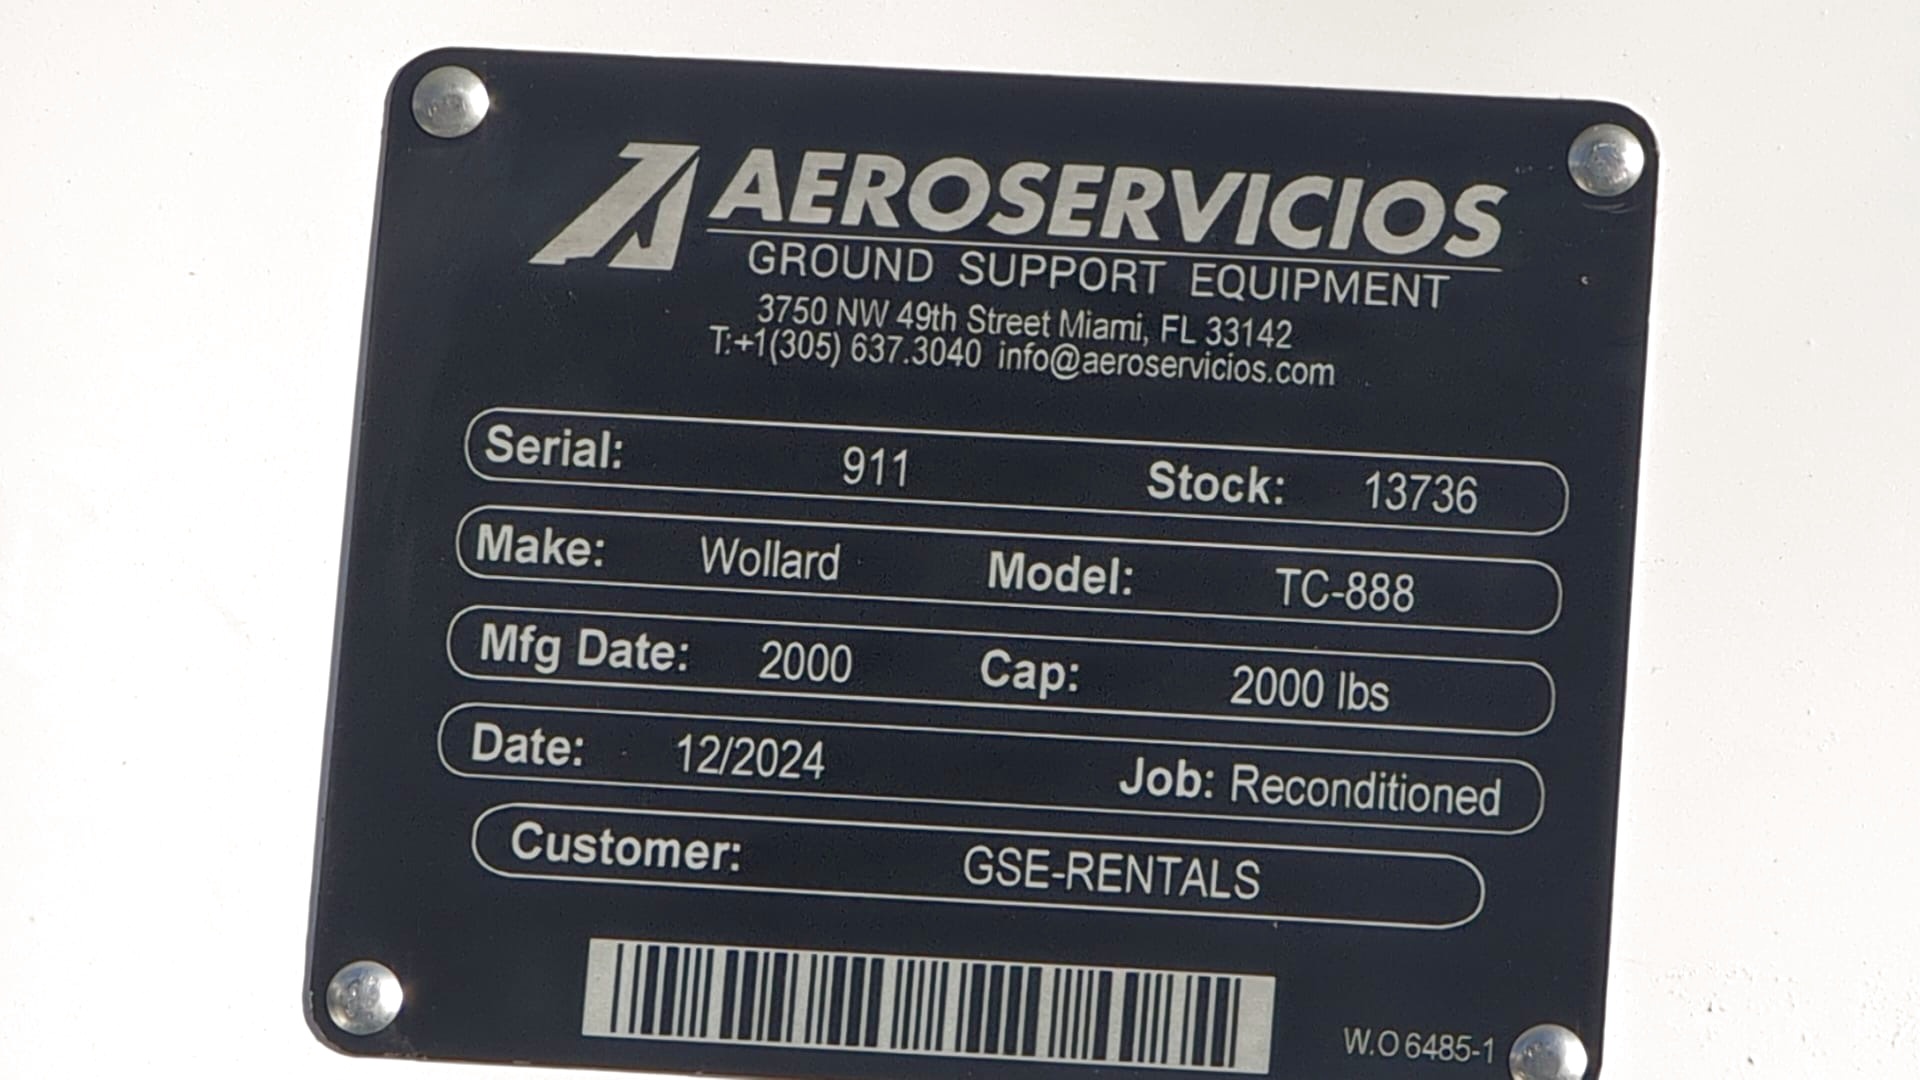 AEROSERVICIOS
GROUND SUPPORT EQUIPMENT
3750 NW 49th Street Miami, FL 33142
T:+1(305) 637.3040 info@aeroservicios.com
Serial: 911 Stock: 13736
Make: Wollard Model: TC-888
Mfg Date: 2000 Cap: 2000 lbs
Date: 12/2024 Job: Reconditioned
Customer: GSE-RENTALS
W.O 6485-1